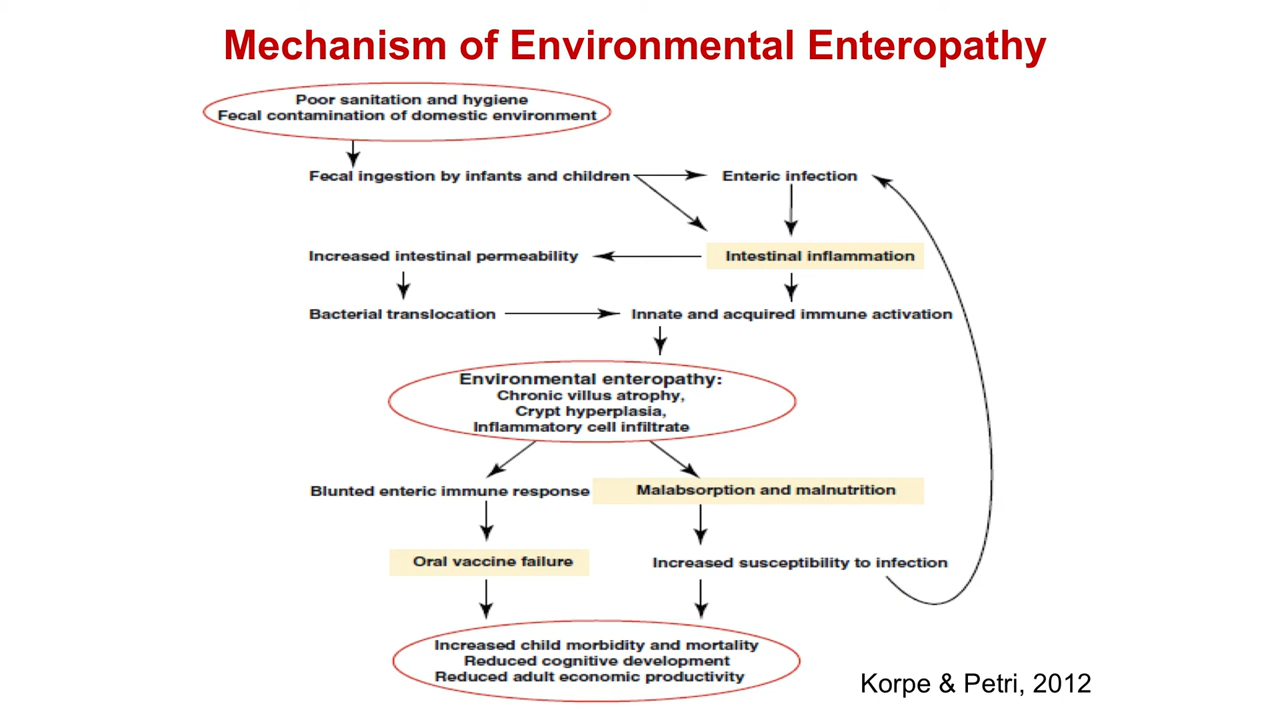 Mechanism of Environmental Enteropathy
Poor sanitation and hygiene
Fecal contamination of domestic environment
Fecal ingestion by infants and children
Enteric infection
Increased intestinal permeability
Intestinal inflammation
Bacterial translocation
Innate and acquired immune activation
Environmental enteropathy:
Chronic villus atrophy,
Crypt hyperplasia,
Inflammatory cell infiltrate
Blunted enteric immune response
Malabsorption and malnutrition
Oral vaccine failure
Increased susceptibility to infection
Increased child morbidity and mortality
Reduced cognitive development
Reduced adult economic productivity
Korpe & Petri, 2012